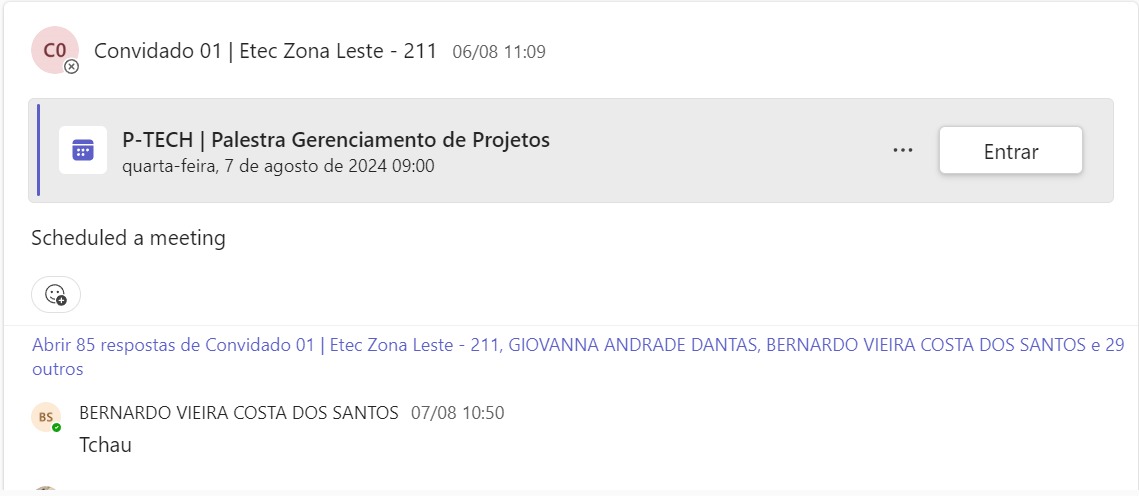 C0
Convidado 01 | Etec Zona Leste - 211 06/08 11:09
P-TECH | Palestra Gerenciamento de Projetos
quarta-feira, 7 de agosto de 2024 09:00
... Entrar
Scheduled a meeting
Abrir 85 respostas de Convidado 01 | Etec Zona Leste - 211, GIOVANNA ANDRADE DANTAS, BERNARDO VIEIRA COSTA DOS SANTOS e 29
outros
BS
BERNARDO VIEIRA COSTA DOS SANTOS 07/08 10:50
Tchau